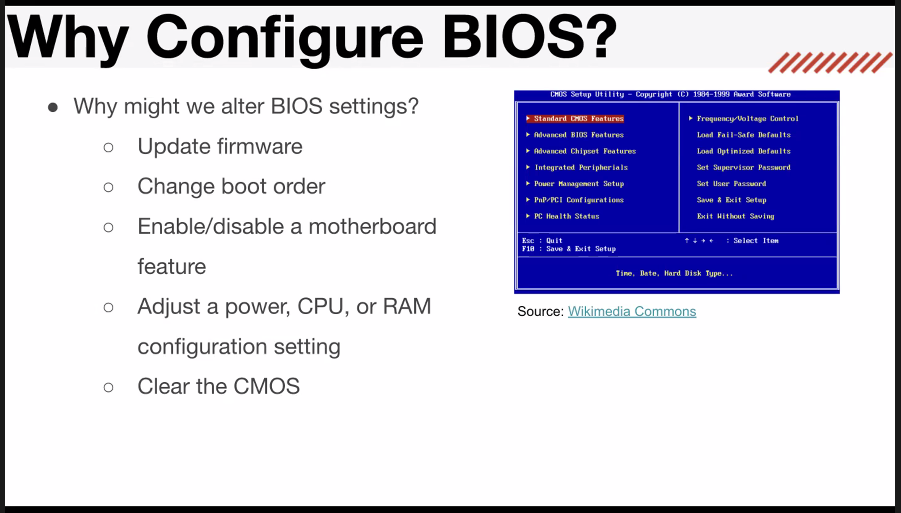 Why Configure BIOS?
● Why might we alter BIOS settings?
○ Update firmware
○ Change boot order
○ Enable/disable a motherboard
feature
○ Adjust a power, CPU, or RAM
configuration setting
○ Clear the CMOS
CMOS Setup Utility - Copyright (C) 1984-1999 Award Software
▶ Standard CMOS Features
▶ Advanced BIOS Features
▶ Advanced Chipset Features
▶ Integrated Peripherials
▶ Power Management Setup
▶ PnP/PCI Configurations
▶ PC Health Status
▶ Frequency/Voltage Control
Load Fail-Safe Defaults
Load Optimized Defaults
Set Supervisor Password
Set User Password
Save & Exit Setup
Exit Without Saving
Esc : Quit
F10 : Save & Exit Setup
↑ ↓ → ← : Select Item
Time, Date, Hard Disk Type...
Source: Wikimedia Commons